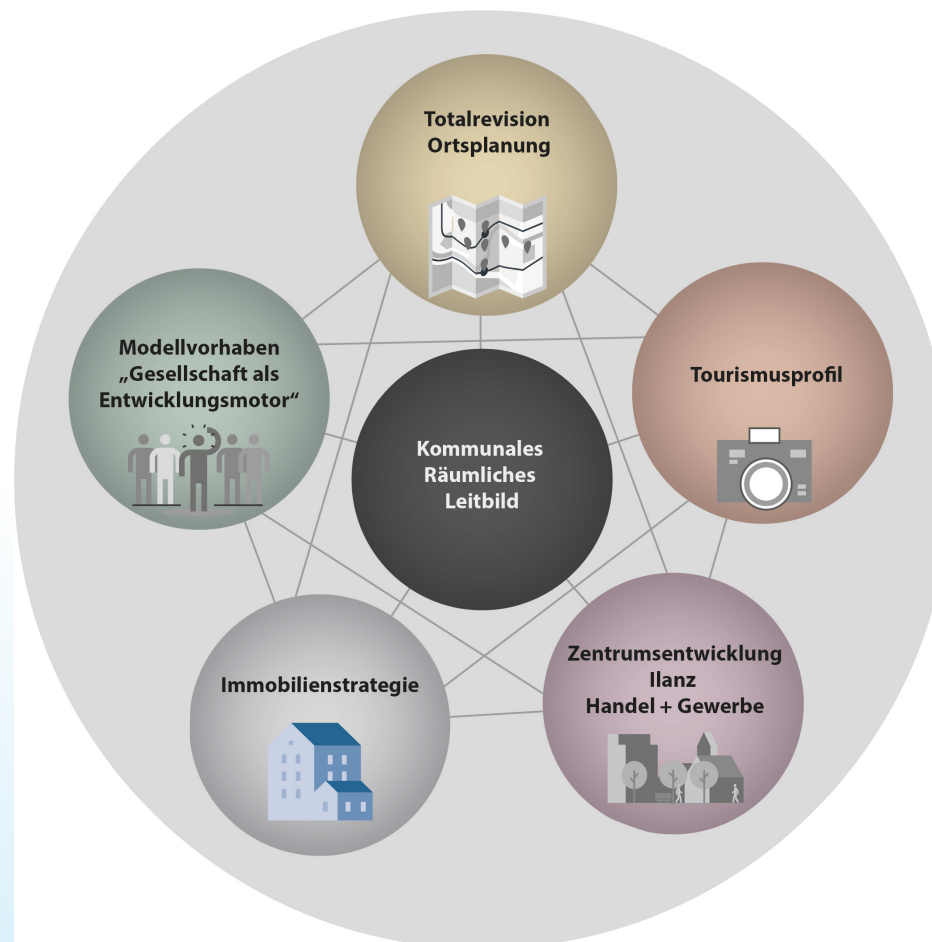 Totalrevision
Ortsplanung
Modellvorhaben
„Gesellschaft als
Entwicklungsmotor“
Tourismusprofil
Kommunales
Räumliches
Leitbild
Immobilienstrategie
Zentrumsentwicklung
Ilanz
Handel + Gewerbe